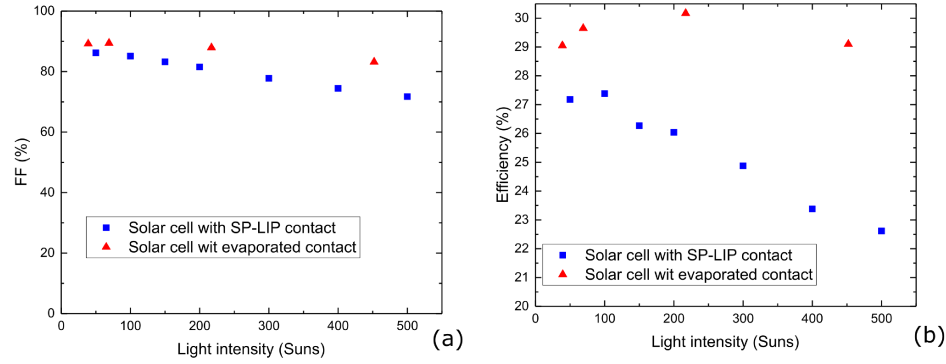 100
80
60
40
20
0
FF (%)
Solar cell with SP-LIP contact
Solar cell wit evaporated contact
0 100 200 300 400 500
Light intensity (Suns)
(a)
31
30
29
28
27
26
25
24
23
22
21
20
Efficiency (%)
Solar cell with SP-LIP contact
Solar cell wit evaporated contact
0 100 200 300 400 500
Light intensity (Suns)
(b)